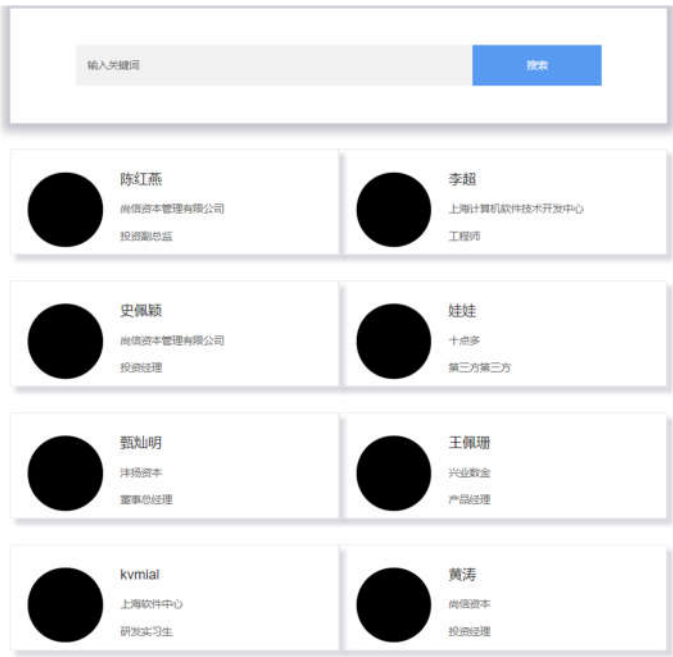 输入关键词
搜索
陈红燕
尚信资本管理有限公司
投资副总监
李超
上海计算机软件技术开发中心
工程师
史佩颖
尚信资本管理有限公司
投资经理
娃娃
十点多
第三方第三方
甄灿明
沣扬资本
董事总经理
王佩珊
兴业数金
产品经理
kvmial
上海软件中心
研发实习生
黄涛
尚信资本
投资经理